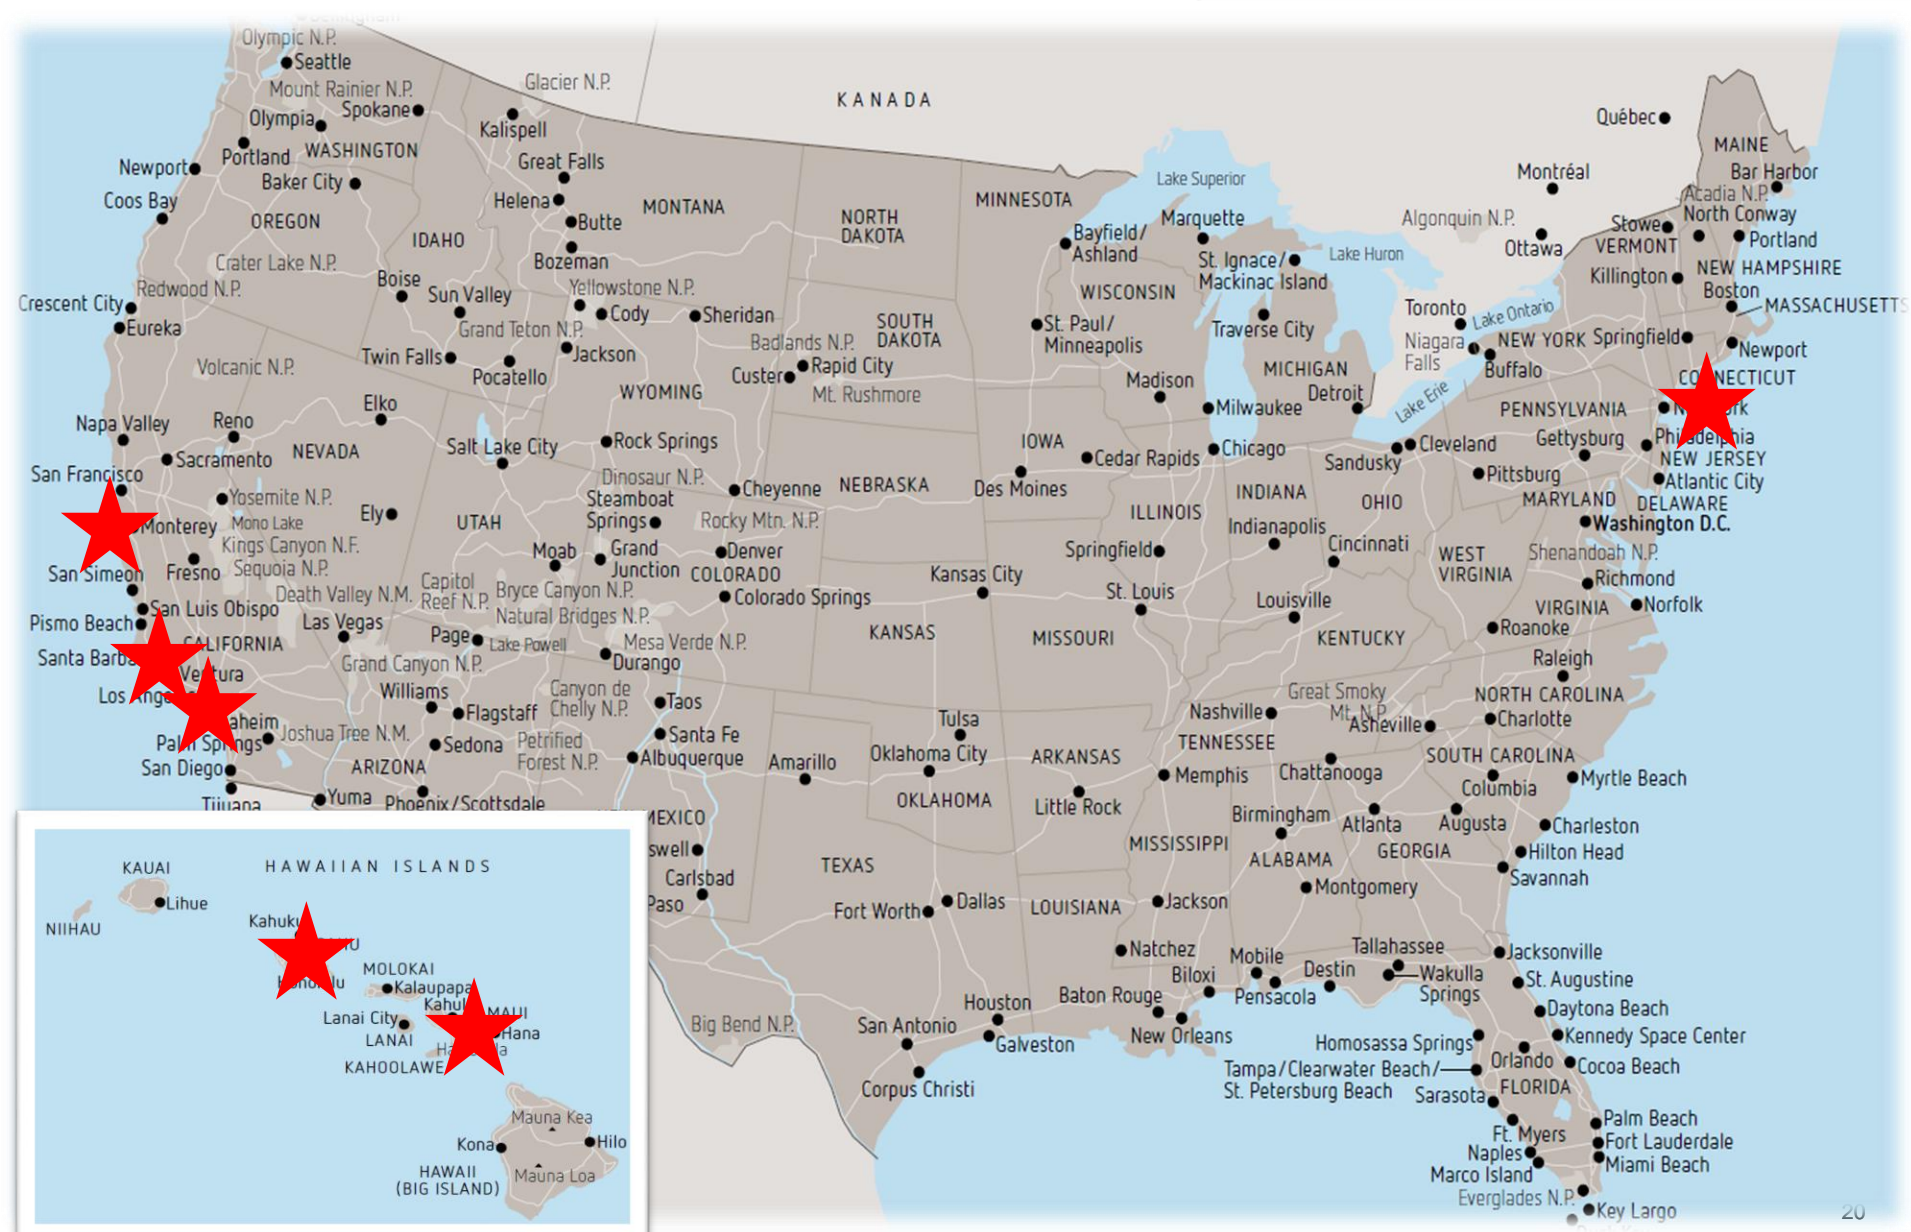 Olympic N.P.
Seattle
Mount Rainier N.P.
Spokane
Olympia
Portland
WASHINGTON
Newport
Baker City
Coos Bay
OREGON
Crater Lake N.P.
Redwood N.P.
Crescent City
Eureka
Volcanic N.P.
IDAHO
Boise
Sun Valley
Twin Falls
Pocatello
Glacier N.P.
Kalispell
Great Falls
Helena
Butte
Bozeman
MONTANA
Yellowstone N.P.
Cody
Sheridan
Grand Teton N.P.
Jackson
WYOMING
Rock Springs
KANADA
NORTH
DAKOTA
SOUTH
DAKOTA
Badlands N.P.
Rapid City
Custer
Mt. Rushmore
MINNESOTA
Lake Superior
Bayfield/
Ashland
Marquette
St. Ignace/
Mackinac Island
WISCONSIN
St. Paul/
Minneapolis
Traverse City
Madison
Milwaukee
MICHIGAN
Detroit
Lake Huron
Algonquin N.P.
Québec
Montréal
Ottawa
Toronto
Lake Ontario
Niagara
Falls
Lake Erie
Buffalo
NEW YORK
MAINE
Bar Harbor
Acadia N.P.
North Conway
Stowe
VERMONT
Portland
Killington
NEW HAMPSHIRE
Boston
MASSACHUSETTS
Springfield
Newport
PENNSYLVANIA
Gettysburg
NEW JERSEY
Atlantic City
Pittsburg
MARYLAND
DELAWARE
Washington D.C.
Napa Valley
Reno
Elko
NEVADA
Sacramento
San Francisco
Yosemite N.P.
Monterey
Mono Lake
Ely
Kings Canyon N.F.
Sequoia N.P.
Fresno
San Simeon
Death Valley N.M.
San Luis Obispo
Pismo Beach
Las Vegas
Salt Lake City
UTAH
Dinosaur N.P.
Steamboat
Springs
Moab
Grand
Junction
Capitol
Reef N.P.
Bryce Canyon N.P.
Natural Bridges N.P.
Page
Lake Powell
Mesa Verde N.P.
Durango
Grand Canyon N.P.
Williams
Flagstaff
Canyon de
Chelly N.P.
Joshua Tree N.M.
Palm Springs
San Diego
Tijuana
Yuma
Sedona
Petrified
Forest N.P.
ARIZONA
Phoenix/Scottsdale
Cheyenne
Rocky Mtn. N.P.
Denver
COLORADO
Colorado Springs
Taos
Santa Fe
Albuquerque
Carlsbad
NEBRASKA
KANSAS
Kansas City
IOWA
Cedar Rapids
Des Moines
Chicago
ILLINOIS
Springfield
St. Louis
MISSOURI
INDIANA
Indianapolis
Sandusky
Cleveland
OHIO
Cincinnati
Louisville
KENTUCKY
WEST
VIRGINIA
Shenandoah N.P.
Richmond
VIRGINIA
Norfolk
Roanoke
Raleigh
NORTH CAROLINA
Charlotte
Great Smoky
Mt. N.P.
Asheville
Nashville
TENNESSEE
Memphis
Chattanooga
SOUTH CAROLINA
Columbia
Myrtle Beach
Amarillo
Tulsa
Oklahoma City
OKLAHOMA
ARKANSAS
Little Rock
Birmingham
Atlanta
Augusta
Charleston
MISSISSIPPI
ALABAMA
GEORGIA
Hilton Head
Savannah
Montgomery
TEXAS
Fort Worth
Dallas
LOUISIANA
Jackson
Natchez
Mobile
Biloxi
Pensacola
Destin
Tallahassee
Wakulla
Springs
Jacksonville
St. Augustine
Daytona Beach
Kennedy Space Center
Cocoa Beach
Big Bend N.P.
San Antonio
Houston
Galveston
Corpus Christi
Baton Rouge
New Orleans
Homosassa Springs
Orlando
Tampa/Clearwater Beach/
St. Petersburg Beach
FLORIDA
Sarasota
Palm Beach
Ft. Myers
Fort Lauderdale
Naples
Miami Beach
Marco Island
Everglades N.P.
Key Largo
20
HAWAIIAN ISLANDS
KAUAI
Lihue
NIIHAU
MOLOKAI
Kalaupapa
Lanai City
LANAI
MAUI
Hana
KAHOOLAWE
Mauna Kea
Kona
Hilo
HAWAII
(BIG ISLAND)
Mauna Loa